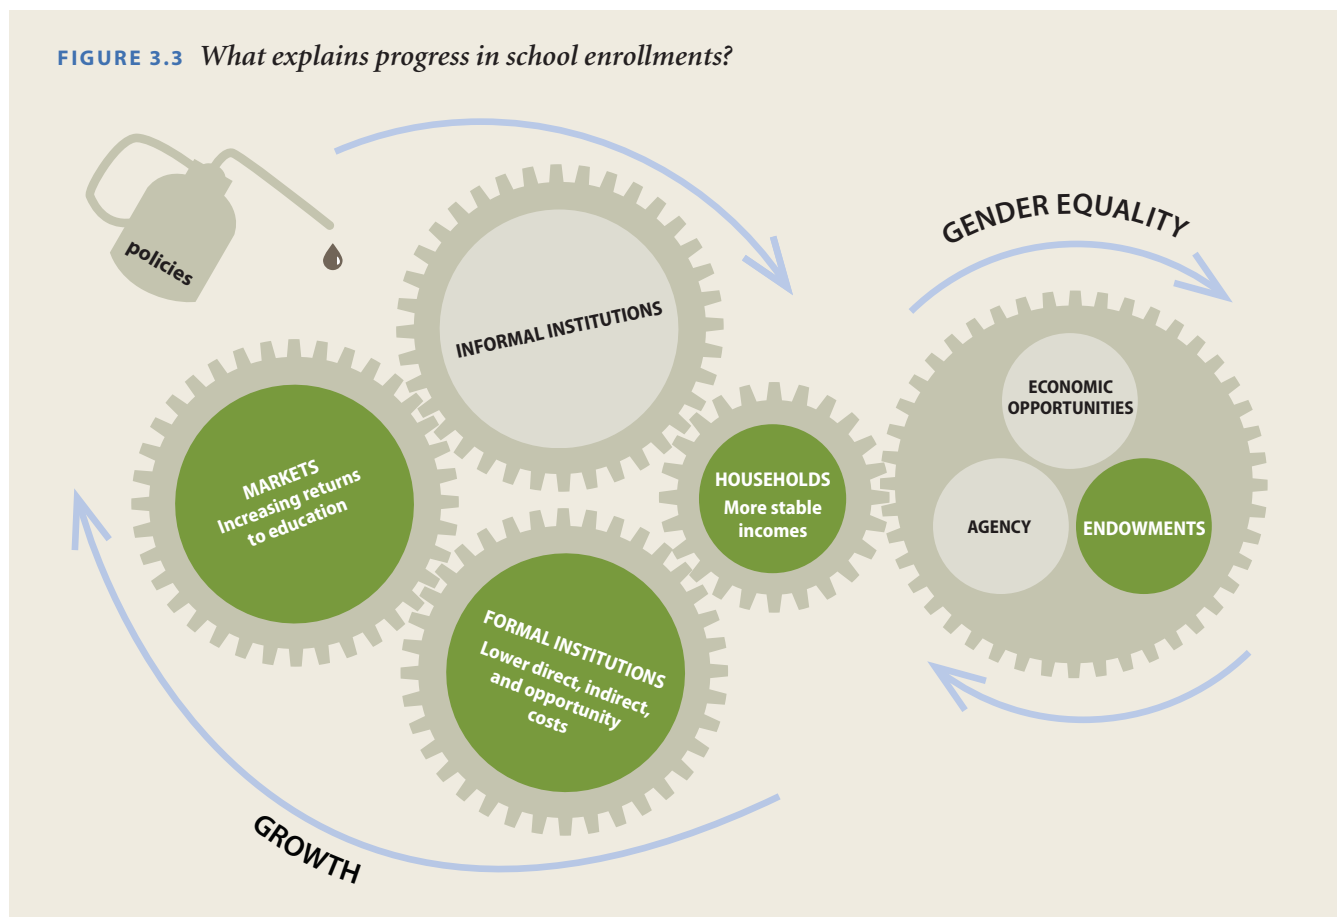 FIGURE 3.3 What explains progress in school enrollments?
policies
INFORMAL INSTITUTIONS
MARKETS
Increasing returns
to education
FORMAL INSTITUTIONS
Lower direct, indirect,
and opportunity
costs
HOUSEHOLDS
More stable
incomes
GENDER EQUALITY
ECONOMIC
OPPORTUNITIES
AGENCY
ENDOWMENTS
GROWTH